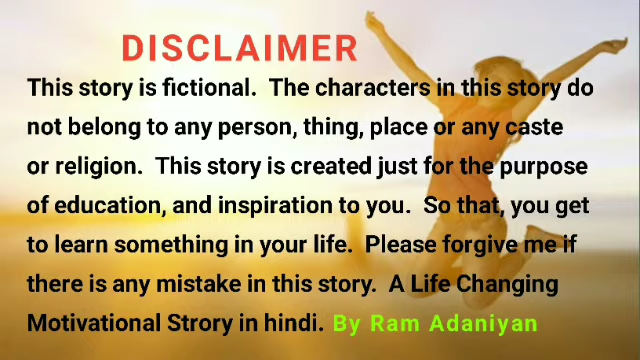 DISCLAIMER
This story is fictional. The characters in this story do
not belong to any person, thing, place or any caste
or religion. This story is created just for the purpose
of education, and inspiration to you. So that, you get
to learn something in your life. Please forgive me if
there is any mistake in this story. A Life Changing
Motivational Strory in hindi. By Ram Adaniyan